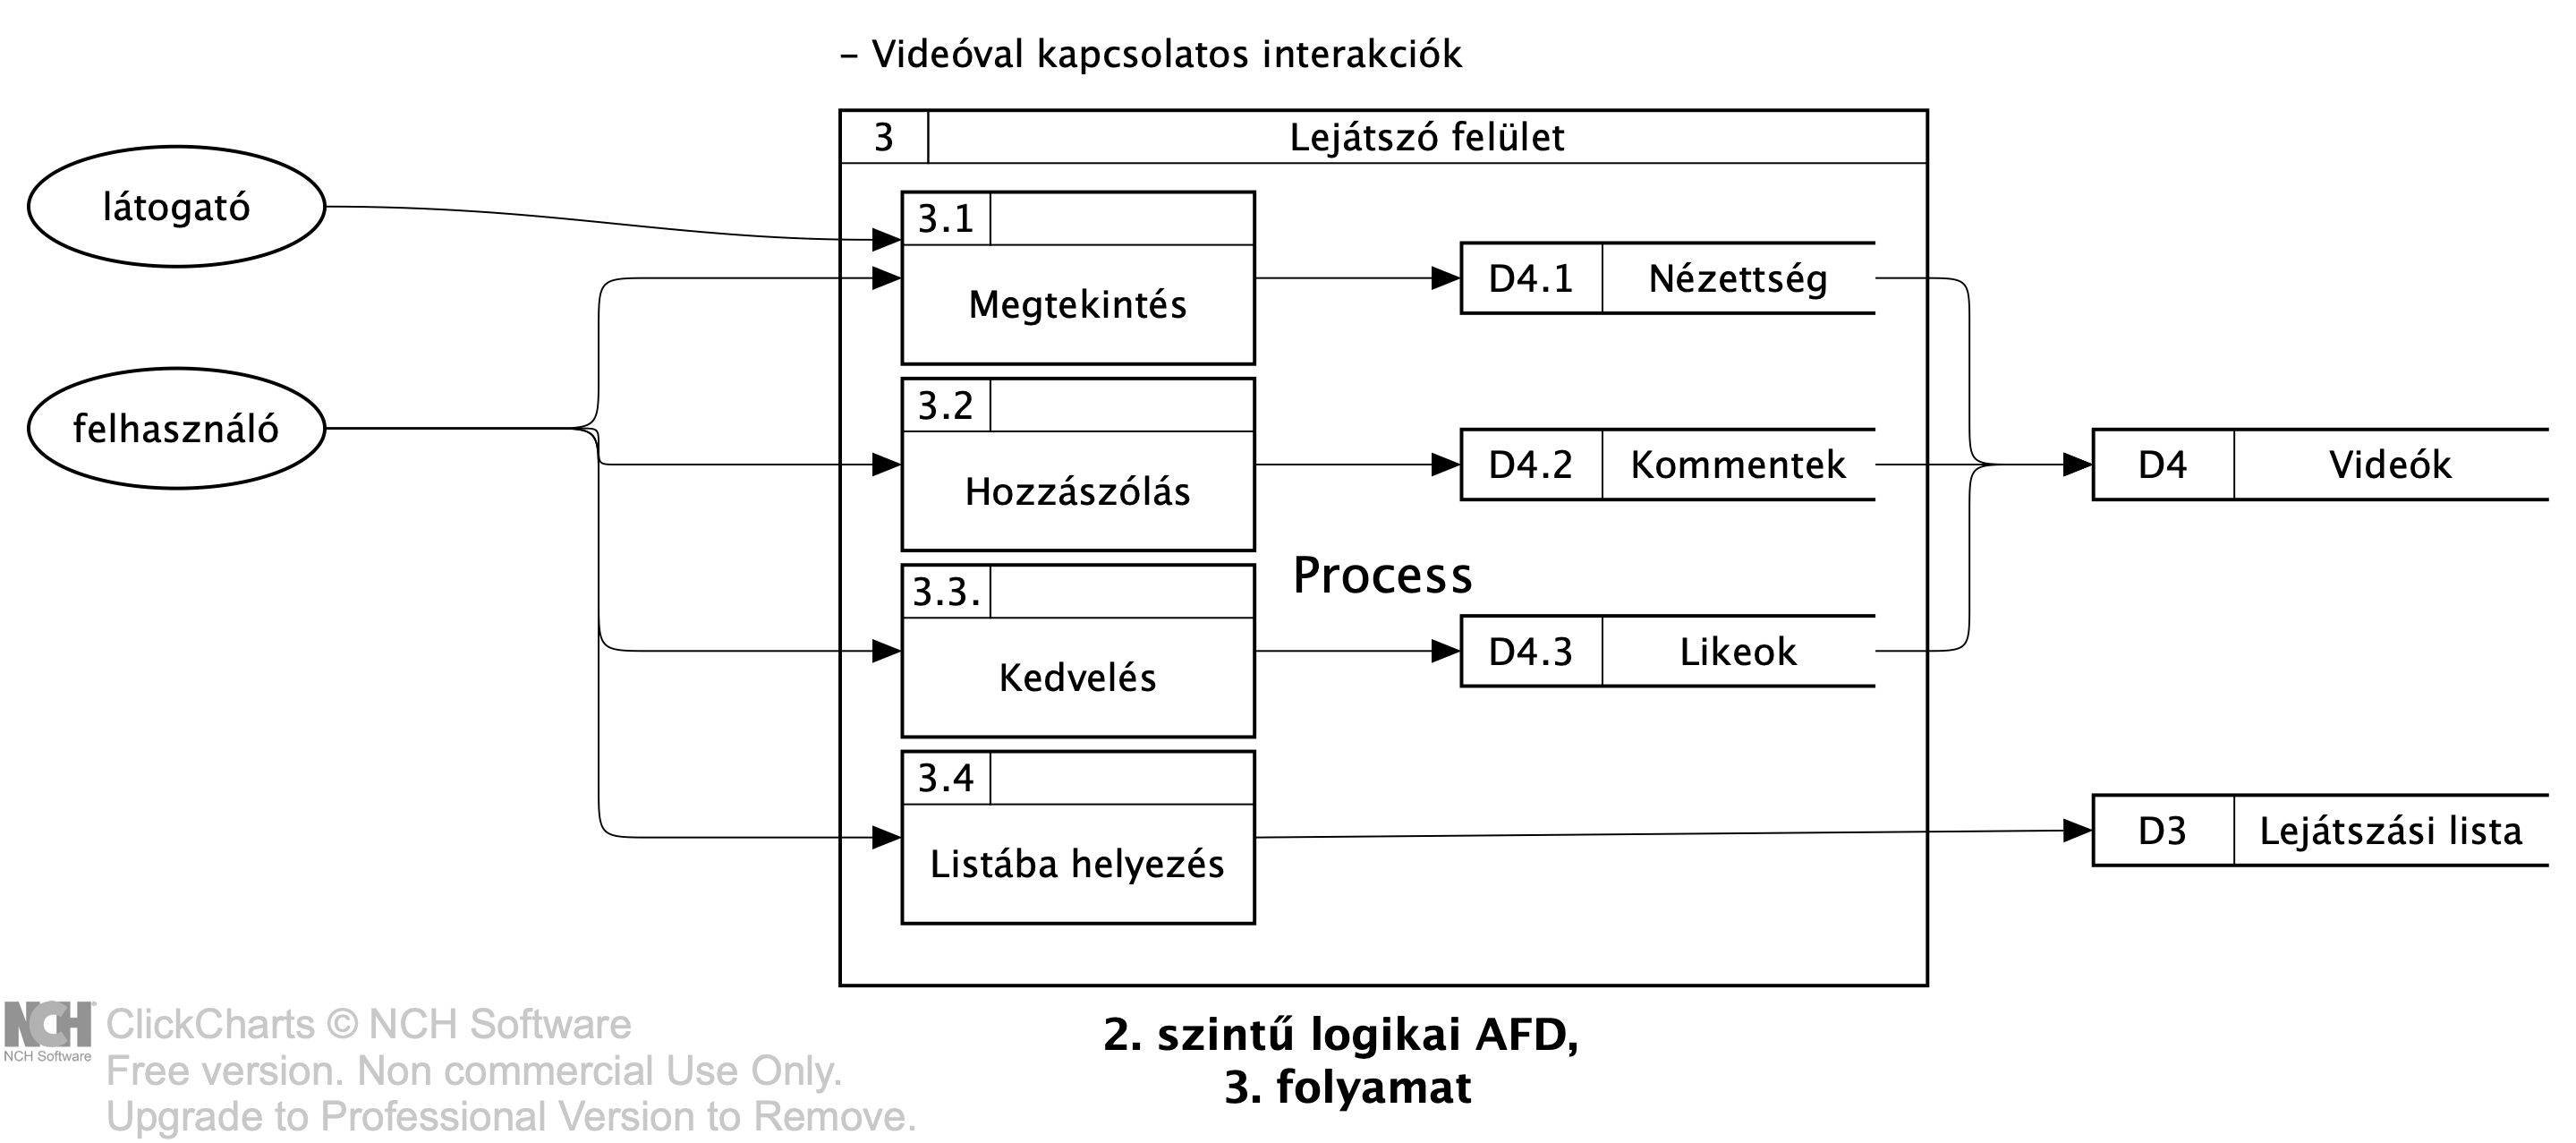 – Videóval kapcsolatos interakciók
3
Lejátszó felület
látogató
felhasználó
3.1
Megtekintés
D4.1
Nézettség
3.2
Hozzászólás
D4.2
Kommentek
D4
Videók
Process
3.3.
Kedvelés
D4.3
Likeok
3.4
Listába helyezés
D3
Lejátszási lista
2. szintű logikai AFD,
3. folyamat
NCH
NCH Software
ClickCharts © NCH Software
Free version. Non commercial Use Only.
Upgrade to Professional Version to Remove.